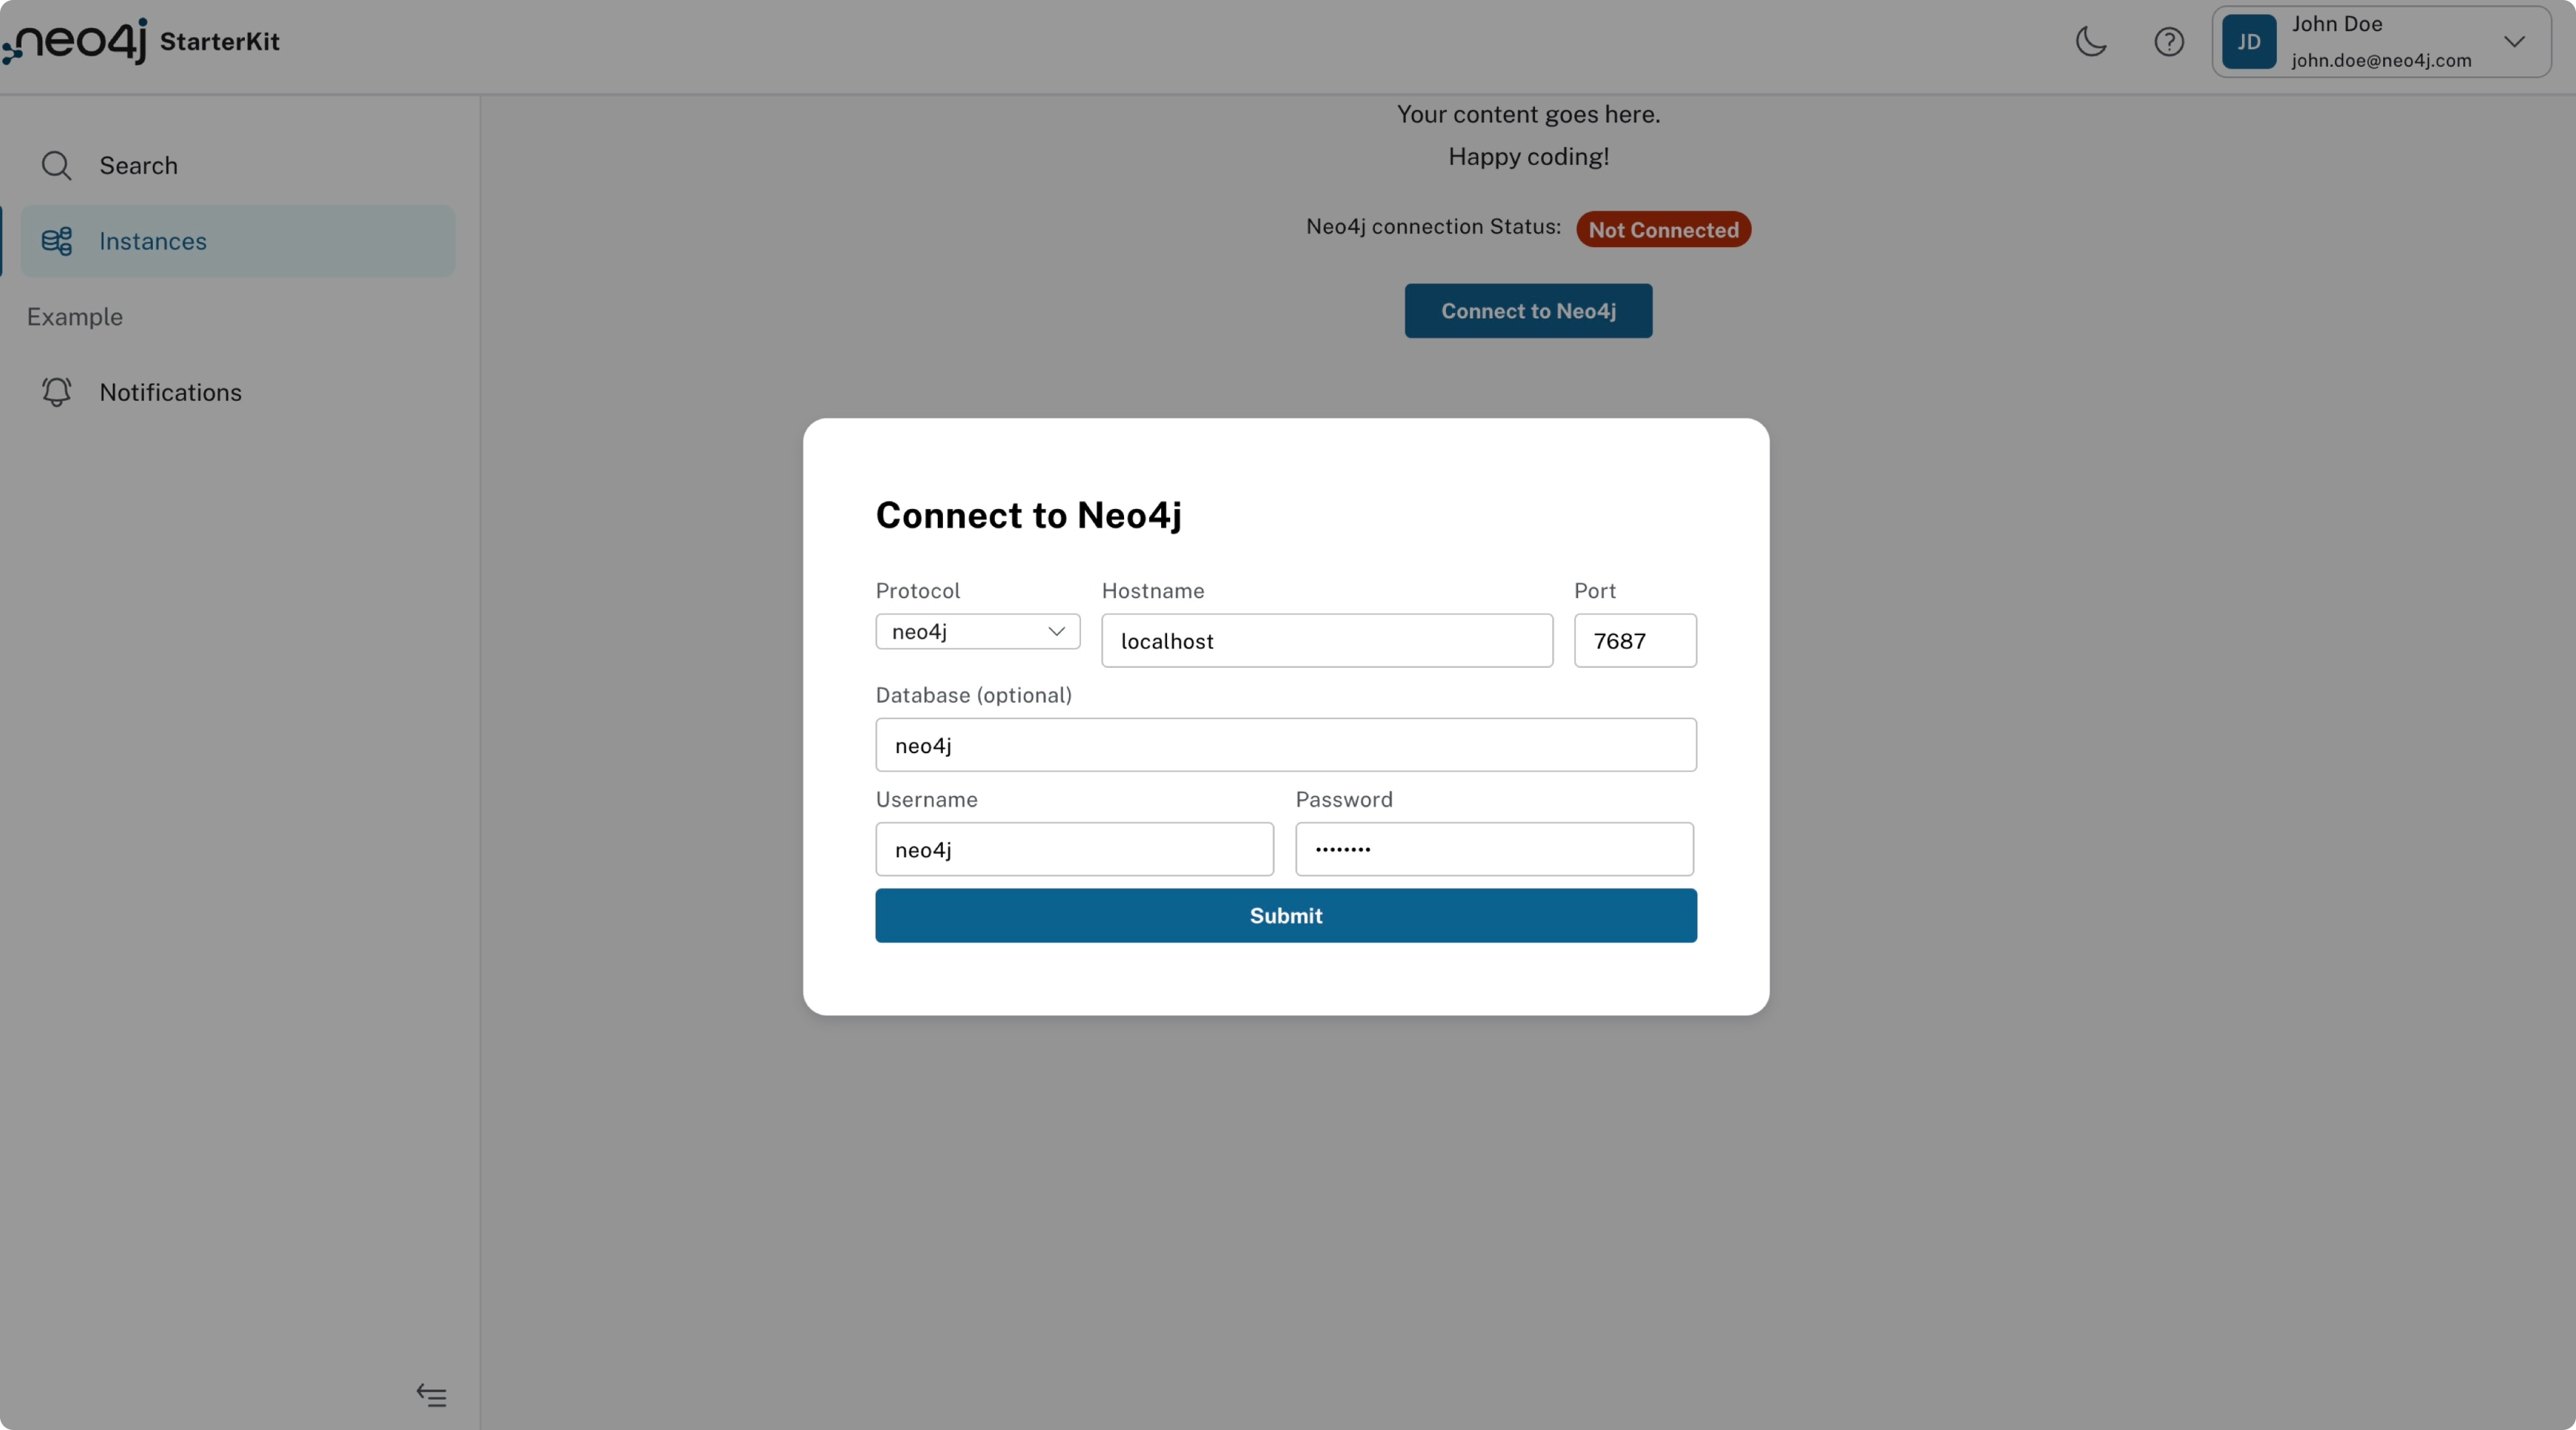 neo4j StarterKit
JD
John Doe
john.doe@neo4j.com
Search
Instances
Example
Notifications
Your content goes here.
Happy coding!
Neo4j connection Status: Not Connected
Connect to Neo4j
Connect to Neo4j
Protocol Hostname Port
neo4j localhost 7687
Database (optional)
neo4j
Username Password
neo4j ••••••••
Submit